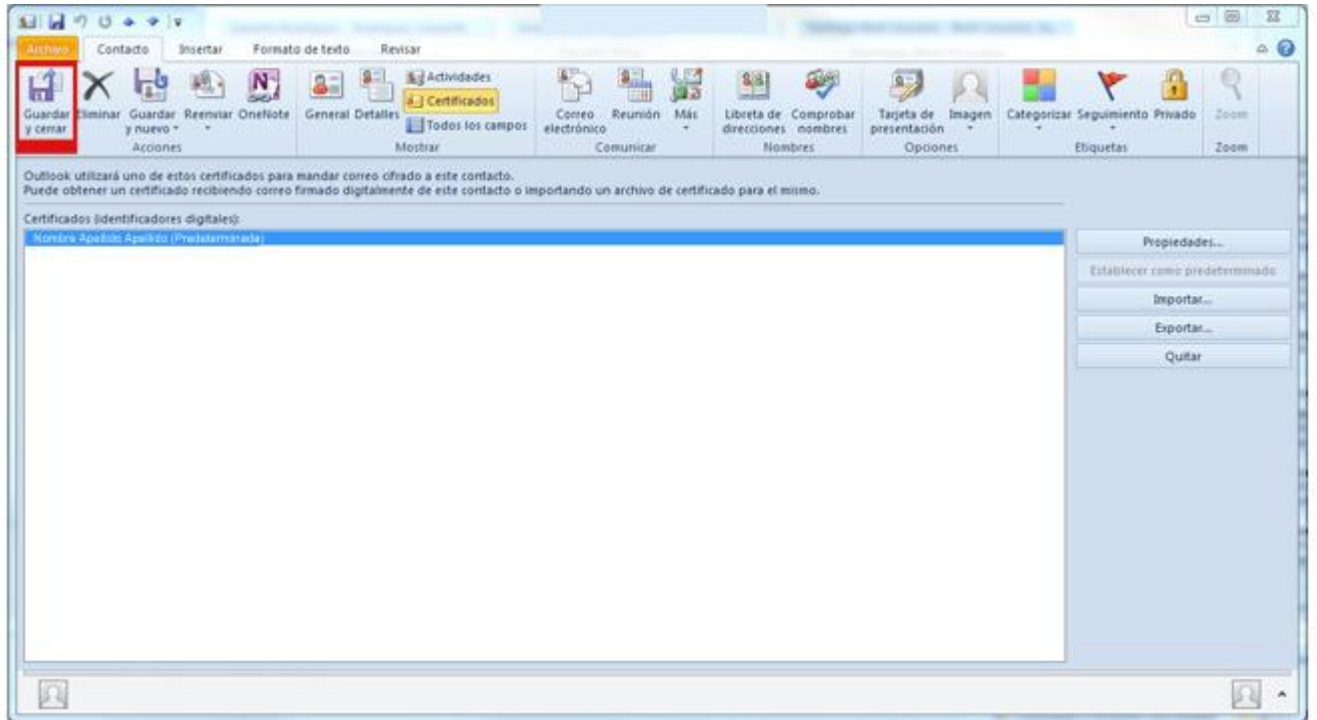 Archivo Contacto Insertar Formato de texto Revisar
Guardar y cerrar
Eliminar
Guardar y nuevo
Reenviar
OneNote
Acciones
General
Detalles
Actividades
Certificados
Todos los campos
Mostrar
Correo electrónico
Reunión
Más
Comunicar
Libreta de direcciones
Comprobar nombres
Nombres
Tarjeta de presentación
Imagen
Opciones
Categorizar
Seguimiento
Privado
Etiquetas
Zoom
Zoom
Outlook utilizará uno de estos certificados para mandar correo cifrado a este contacto.
Puede obtener un certificado recibiendo correo firmado digitalmente de este contacto o importando un archivo de certificado para el mismo.
Certificados (identificadores digitales):
Nombre Apellido Apellido (Predeterminada)
Propiedades...
Establecer como predeterminado
Importar...
Exportar...
Quitar